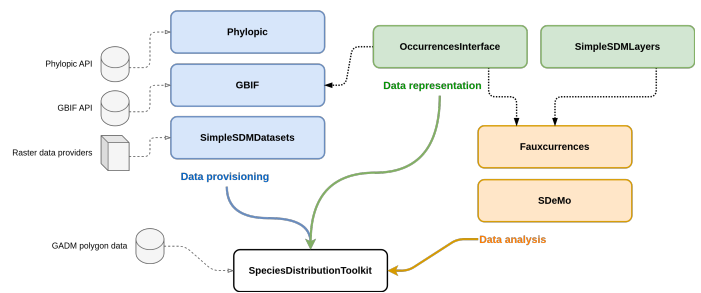 Phylopic
OccurrencesInterface
SimpleSDMLayers
Phylopic API
GBIF
Data representation
GBIF API
SimpleSDMDatasets
Fauxcurrences
Raster data providers
Data provisioning
SDeMo
Data analysis
GADM polygon data
SpeciesDistributionToolkit